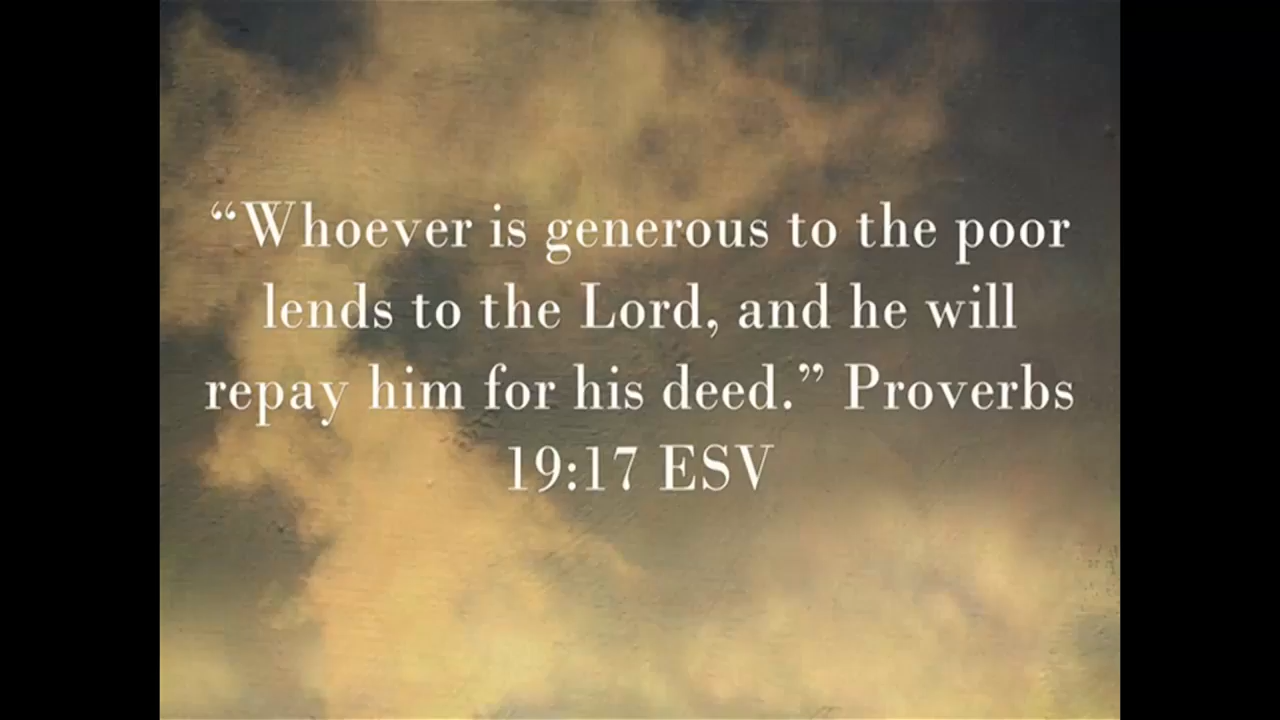 “Whoever is generous to the poor
lends to the Lord, and he will
repay him for his deed.” Proverbs
19:17 ESV